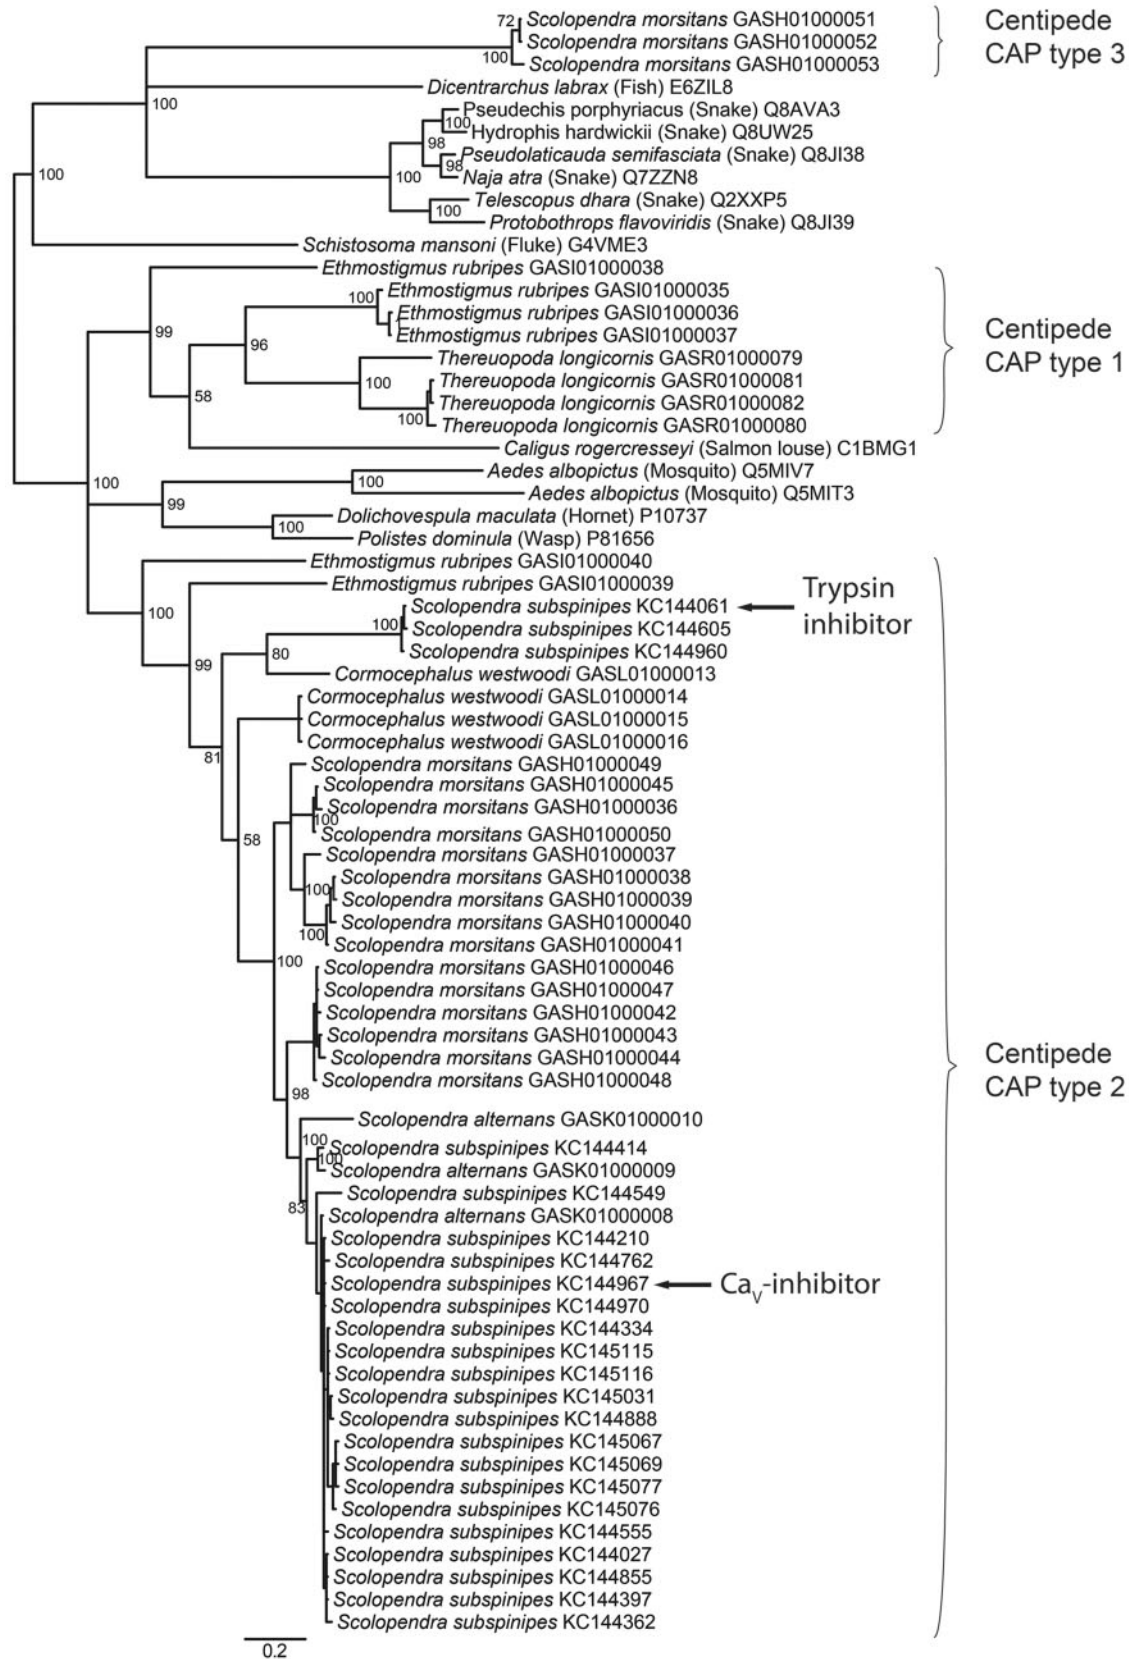 72
Scolopendra morsitans GASH01000051
Scolopendra morsitans GASH01000052
100
Scolopendra morsitans GASH01000053
Centipede
CAP type 3
Dicentrarchus labrax (Fish) E6ZIL8
100
Pseudechis porphyriacus (Snake) Q8AVA3
100
Hydrophis hardwickii (Snake) Q8UW25
98
Pseudolaticauda semifasciata (Snake) Q8JI38
98
Naja atra (Snake) Q7ZZN8
100
100
Telescopus dhara (Snake) Q2XXP5
100
Protobothrops flavoviridis (Snake) Q8JI39
Schistosoma mansoni (Fluke) G4VME3
Ethmostigmus rubripes GASI01000038
Ethmostigmus rubripes GASI01000035
100
Ethmostigmus rubripes GASI01000036
Ethmostigmus rubripes GASI01000037
99
96
Thereuopoda longicornis GASR01000079
100
Thereuopoda longicornis GASR01000081
58
Thereuopoda longicornis GASR01000082
100
Thereuopoda longicornis GASR01000080
Centipede
CAP type 1
Caligus rogercresseyi (Salmon louse) C1BMG1
Aedes albopictus (Mosquito) Q5MIV7
100
100
Aedes albopictus (Mosquito) Q5MIT3
99
Dolichovespula maculata (Hornet) P10737
100
Polistes dominula (Wasp) P81656
Ethmostigmus rubripes GASI01000040
Ethmostigmus rubripes GASI01000039
100
Scolopendra subspinipes KC144061
Trypsin
inhibitor
100
Scolopendra subspinipes KC144605
Scolopendra subspinipes KC144960
80
99
Cormocephalus westwoodi GASL01000013
Cormocephalus westwoodi GASL01000014
Cormocephalus westwoodi GASL01000015
Cormocephalus westwoodi GASL01000016
81
Scolopendra morsitans GASH01000049
Scolopendra morsitans GASH01000045
Scolopendra morsitans GASH01000036
100
Scolopendra morsitans GASH01000050
58
Scolopendra morsitans GASH01000037
Scolopendra morsitans GASH01000038
100
Scolopendra morsitans GASH01000039
Scolopendra morsitans GASH01000040
100
Scolopendra morsitans GASH01000041
100
Scolopendra morsitans GASH01000046
Scolopendra morsitans GASH01000047
Scolopendra morsitans GASH01000042
Scolopendra morsitans GASH01000043
Scolopendra morsitans GASH01000044
Scolopendra morsitans GASH01000048
98
Centipede
CAP type 2
Scolopendra alternans GASK01000010
100
Scolopendra subspinipes KC144414
100
Scolopendra alternans GASK01000009
Scolopendra subspinipes KC144549
83
Scolopendra alternans GASK01000008
Scolopendra subspinipes KC144210
Scolopendra subspinipes KC144762
Scolopendra subspinipes KC144967
CaV-inhibitor
Scolopendra subspinipes KC144970
Scolopendra subspinipes KC144334
Scolopendra subspinipes KC145115
Scolopendra subspinipes KC145116
Scolopendra subspinipes KC145031
Scolopendra subspinipes KC144888
Scolopendra subspinipes KC145067
Scolopendra subspinipes KC145069
Scolopendra subspinipes KC145077
Scolopendra subspinipes KC145076
Scolopendra subspinipes KC144555
Scolopendra subspinipes KC144027
Scolopendra subspinipes KC144855
Scolopendra subspinipes KC144397
Scolopendra subspinipes KC144362
0.2